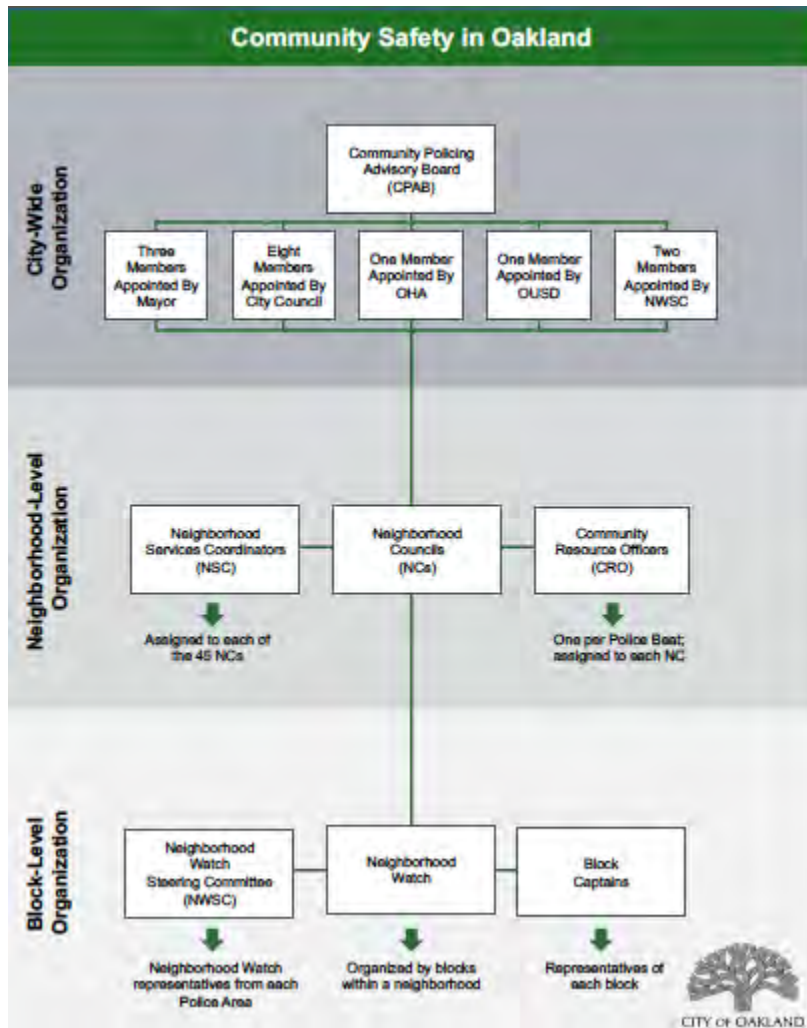 Community Safety in Oakland
City-Wide
Organization
Community Policing
Advisory Board
(CPAB)
Three
Members
Appointed By
Mayor
Eight
Members
Appointed By
City Council
One Member
Appointed By
OHA
One Member
Appointed By
OUSD
Two
Members
Appointed By
NWSC
Neighborhood-Level
Organization
Neighborhood
Services Coordinators
(NSC)
Neighborhood
Councils
(NCs)
Community
Resource Officers
(CRO)
Assigned to each of
the 45 NCs
One per Police Beat;
assigned to each NC
Block-Level
Organization
Neighborhood
Watch
Steering Committee
(NWSC)
Neighborhood
Watch
Block
Captains
Neighborhood Watch
representatives from each
Police Area
Organized by blocks
within a neighborhood
Representatives of
each block
CITY OF OAKLAND